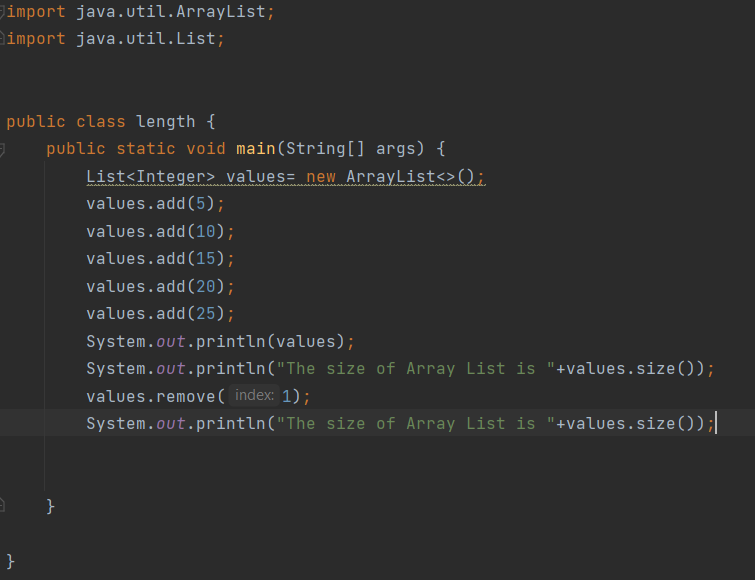 import java.util.ArrayList;
import java.util.List;
public class length {
public static void main(String[] args) {
List<Integer> values= new ArrayList<>();
values.add(5);
values.add(10);
values.add(15);
values.add(20);
values.add(25);
System.out.println(values);
System.out.println("The size of Array List is "+values.size());
values.remove( index: 1);
System.out.println("The size of Array List is "+values.size());
}
}